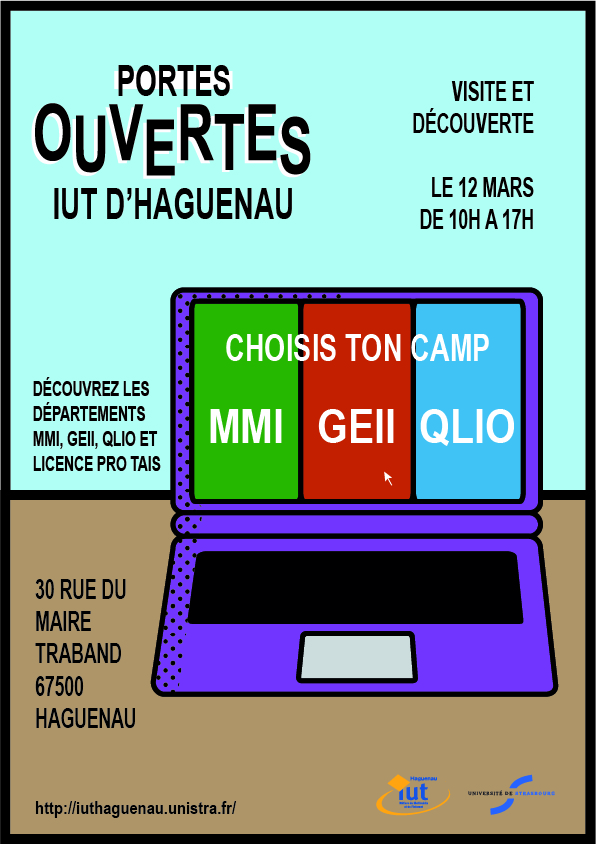 PORTES
OUVERTES
IUT D'HAGUENAU
VISITE ET
DÉCOUVERTE
LE 12 MARS
DE 10H A 17H
CHOISIS TON CAMP
MMI GEII QLIO
DÉCOUVREZ LES
DÉPARTEMENTS
MMI, GEII, QLIO ET
LICENCE PRO TAIS
30 RUE DU
MAIRE
TRABAND
67500
HAGUENAU
http://iuthaguenau.unistra.fr/
Haguenau
iut
UNIVERSITÉ DE STRASBOURG